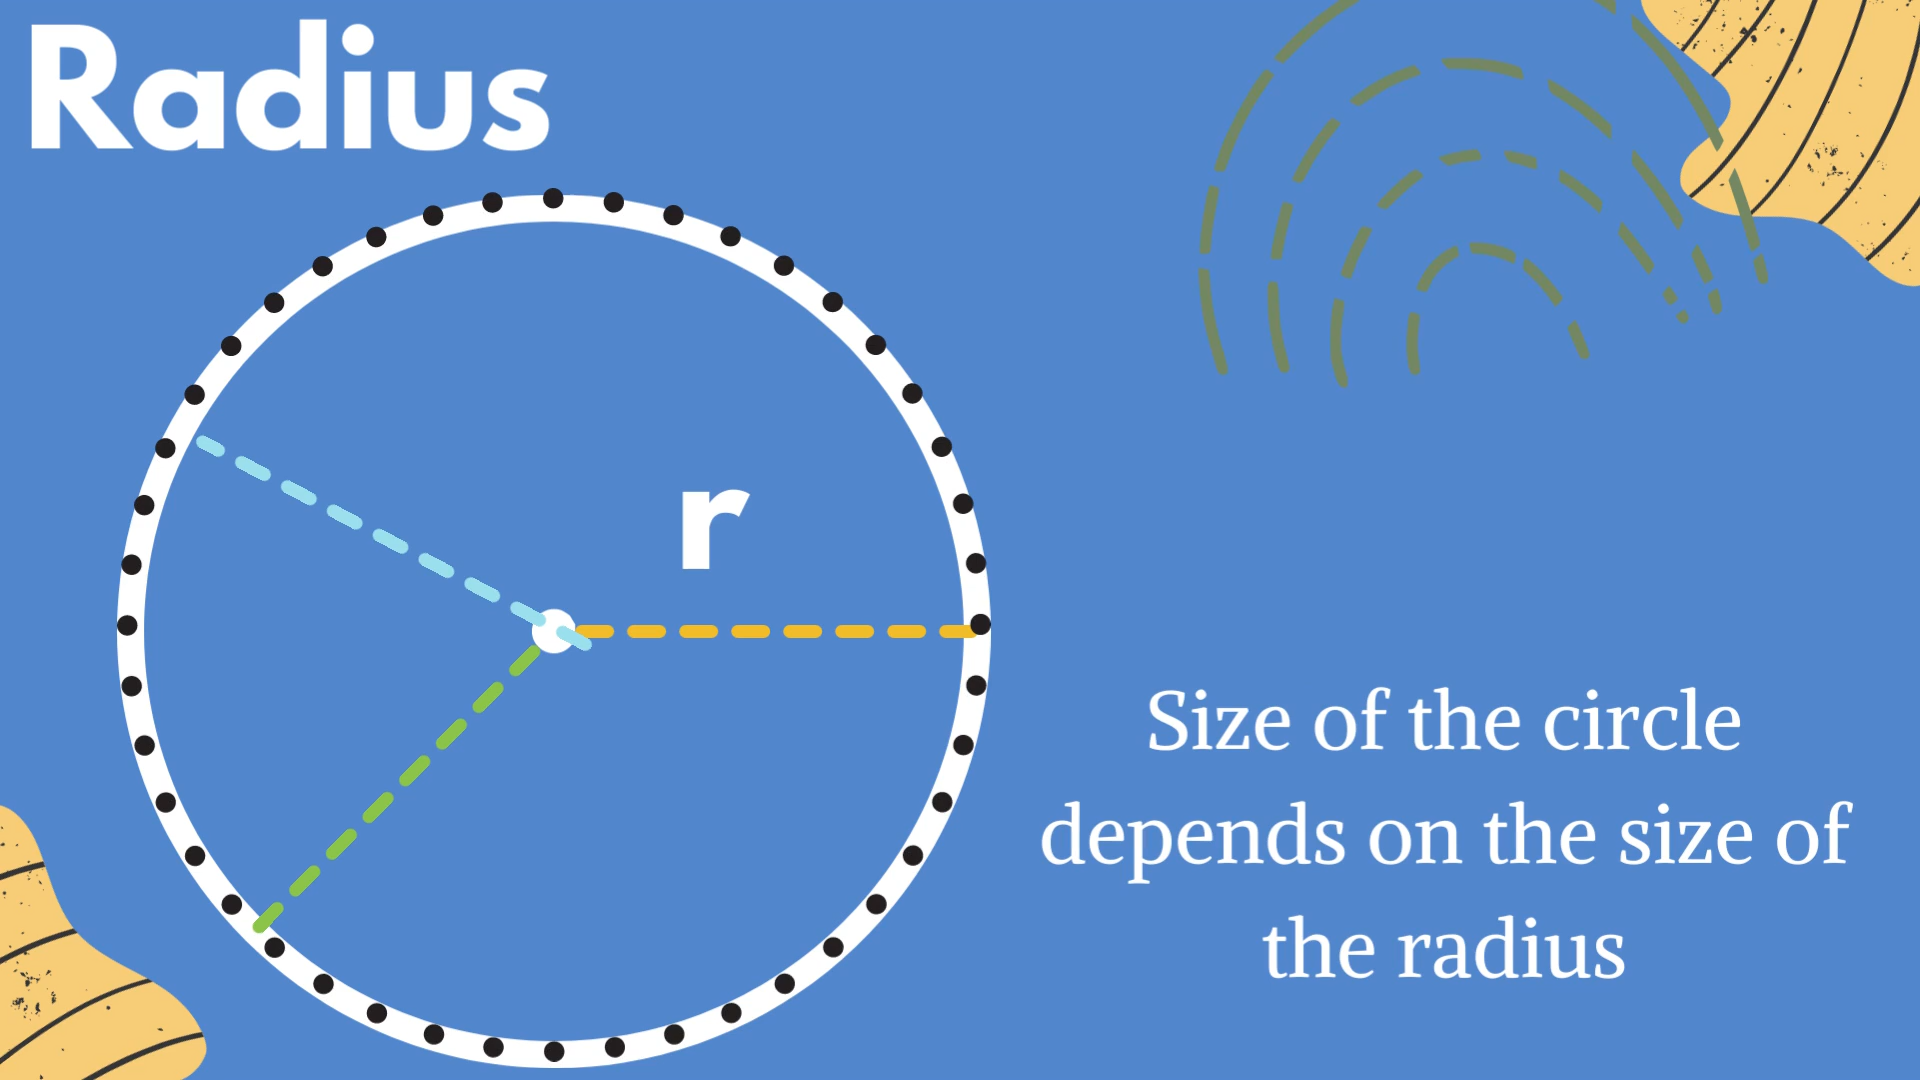 Radius
r
Size of the circle
depends on the size of
the radius